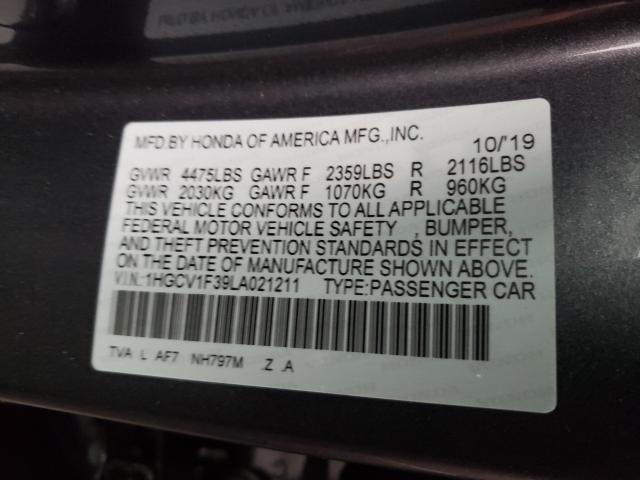 MFD.BY HONDA OF AMERICA MFG.,INC. 10/'19
GVWR 4475LBS GAWR F 2359LBS R 2116LBS
GVWR 2030KG GAWR F 1070KG R 960KG
THIS VEHICLE CONFORMS TO ALL APPLICABLE
FEDERAL MOTOR VEHICLE SAFETY , BUMPER,
AND THEFT PREVENTION STANDARDS IN EFFECT
ON THE DATE OF MANUFACTURE SHOWN ABOVE.
V.I.N.:1HGCV1F39LA021211 TYPE:PASSENGER CAR
TVA L AF7 NH797M .Z .A